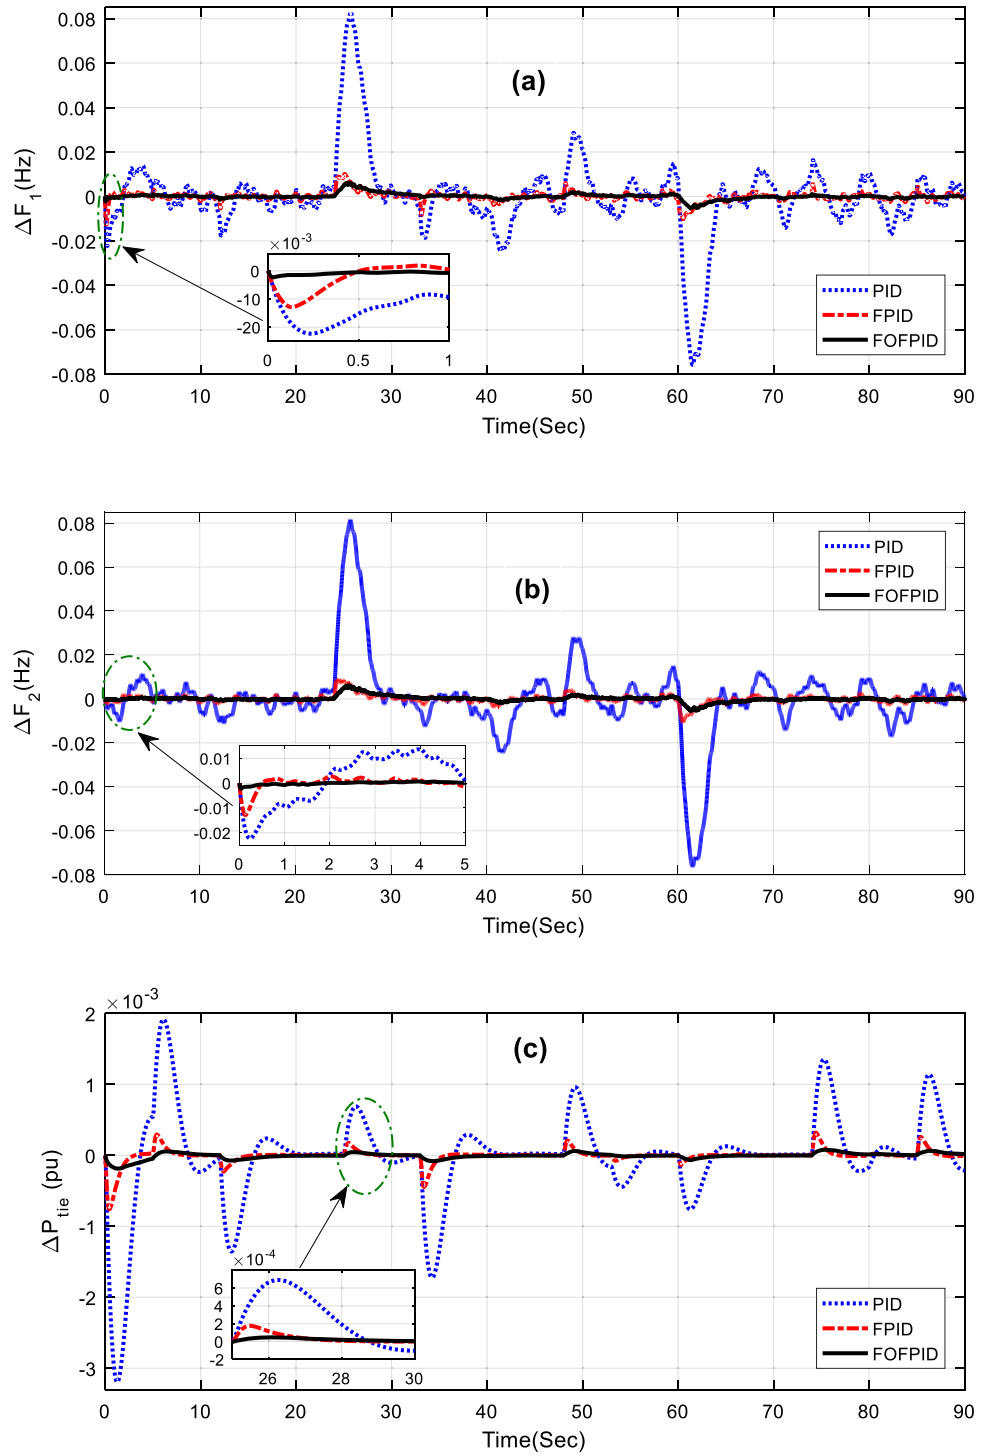 0.08
0.06
0.04
0.02
0
-0.02
-0.04
-0.06
-0.08
ΔF1(Hz)
(a)
×10-3
0
-10
-20
0 0.5 1
PID
FPID
FOFPID
0 10 20 30 40 50 60 70 80 90
Time(Sec)
0.08
0.06
0.04
0.02
0
-0.02
-0.04
-0.06
-0.08
ΔF2(Hz)
(b)
PID
FPID
FOFPID
0.01
0
-0.01
-0.02
0 1 2 3 4 5
0 10 20 30 40 50 60 70 80 90
Time(Sec)
×10-3
2
1
0
-1
-2
-3
ΔPtie (pu)
(c)
×10-4
6
4
2
0
-2
26 28 30
PID
FPID
FOFPID
0 10 20 30 40 50 60 70 80 90
Time(Sec)